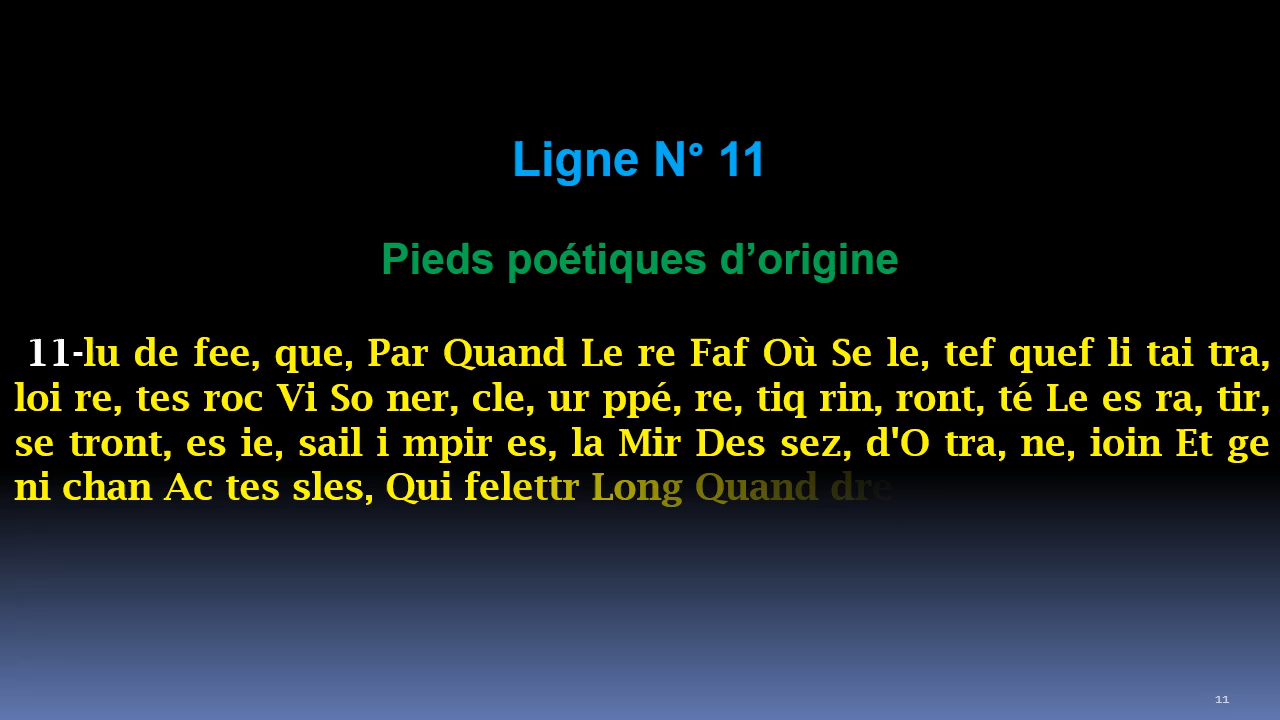 Ligne N° 11
Pieds poétiques d’origine
11-lu de fee, que, Par Quand Le re Faf Où Se le, tef quef li tai tra,
loi re, tes roc Vi So ner, cle, ur ppé, re, tiq rin, ront, té Le es ra, tir,
se tront, es ie, sail i mpir es, la Mir Des sez, d'O tra, ne, ioin Et ge
ni chan Ac tes sles, Qui felettr Long Quand dre
11